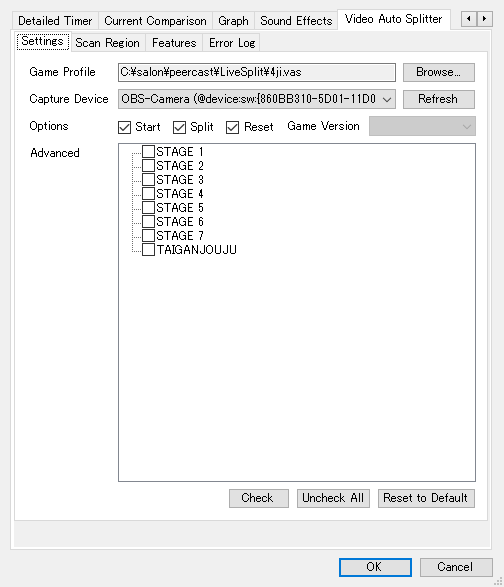 Detailed Timer Current Comparison Graph Sound Effects Video Auto Splitter
Settings Scan Region Features Error Log
Game Profile C:¥salon¥peercast¥LiveSplit¥4ji.vas Browse...
Capture Device OBS-Camera (@device:sw:{860BB310-5D01-11D0 Refresh
Options Start Split Reset Game Version
Advanced
STAGE 1
STAGE 2
STAGE 3
STAGE 4
STAGE 5
STAGE 6
STAGE 7
TAIGANJOUJU
Check Uncheck All Reset to Default
OK Cancel